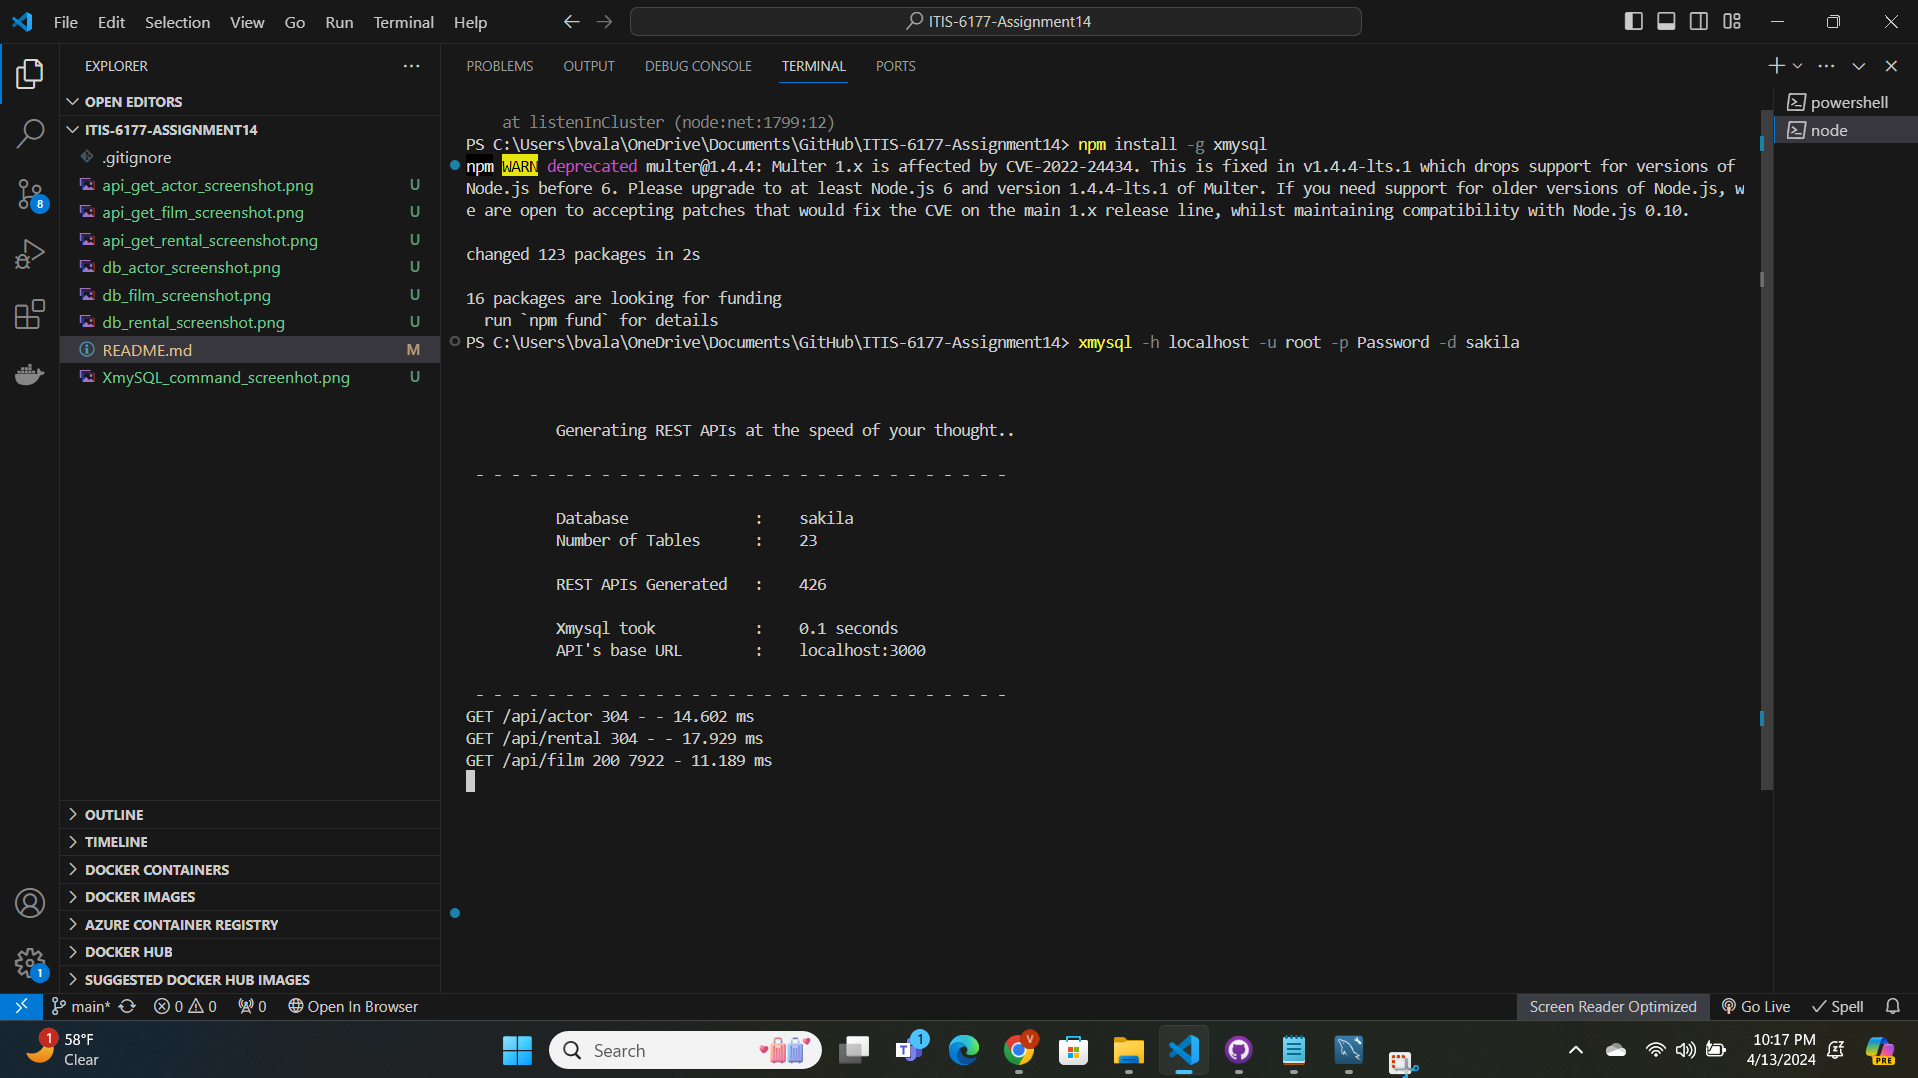 File Edit Selection View Go Run Terminal Help
ITIS-6177-Assignment14
EXPLORER
OPEN EDITORS
ITIS-6177-ASSIGNMENT14
.gitignore
api_get_actor_screenshot.png U
api_get_film_screenshot.png U
api_get_rental_screenshot.png U
db_actor_screenshot.png U
db_film_screenshot.png U
db_rental_screenshot.png U
README.md M
XmySQL_command_screenhot.png U
8
OUTLINE
TIMELINE
DOCKER CONTAINERS
DOCKER IMAGES
AZURE CONTAINER REGISTRY
DOCKER HUB
SUGGESTED DOCKER HUB IMAGES
1
PROBLEMS OUTPUT DEBUG CONSOLE TERMINAL PORTS
powershell
node
at listenInCluster (node:net:1799:12)
PS C:\Users\bvala\OneDrive\Documents\GitHub\ITIS-6177-Assignment14> npm install -g xmysql
npm WARN deprecated multer@1.4.4: Multer 1.x is affected by CVE-2022-24434. This is fixed in v1.4.4-lts.1 which drops support for versions of
Node.js before 6. Please upgrade to at least Node.js 6 and version 1.4.4-lts.1 of Multer. If you need support for older versions of Node.js, w
e are open to accepting patches that would fix the CVE on the main 1.x release line, whilst maintaining compatibility with Node.js 0.10.
changed 123 packages in 2s
16 packages are looking for funding
run `npm fund` for details
PS C:\Users\bvala\OneDrive\Documents\GitHub\ITIS-6177-Assignment14> xmysql -h localhost -u root -p Password -d sakila
Generating REST APIs at the speed of your thought..
- - - - - - - - - - - - - - - - - - - - - - - - - - - - - -
Database : sakila
Number of Tables : 23
REST APIs Generated : 426
Xmysql took : 0.1 seconds
API's base URL : localhost:3000
- - - - - - - - - - - - - - - - - - - - - - - - - - - - - -
GET /api/actor 304 - - 14.602 ms
GET /api/rental 304 - - 17.929 ms
GET /api/film 200 7922 - 11.189 ms
main* 0 0 0 Open In Browser
Screen Reader Optimized Go Live Spell
1
58°F
Clear
Search
1
V
10:17 PM
4/13/2024
PRE